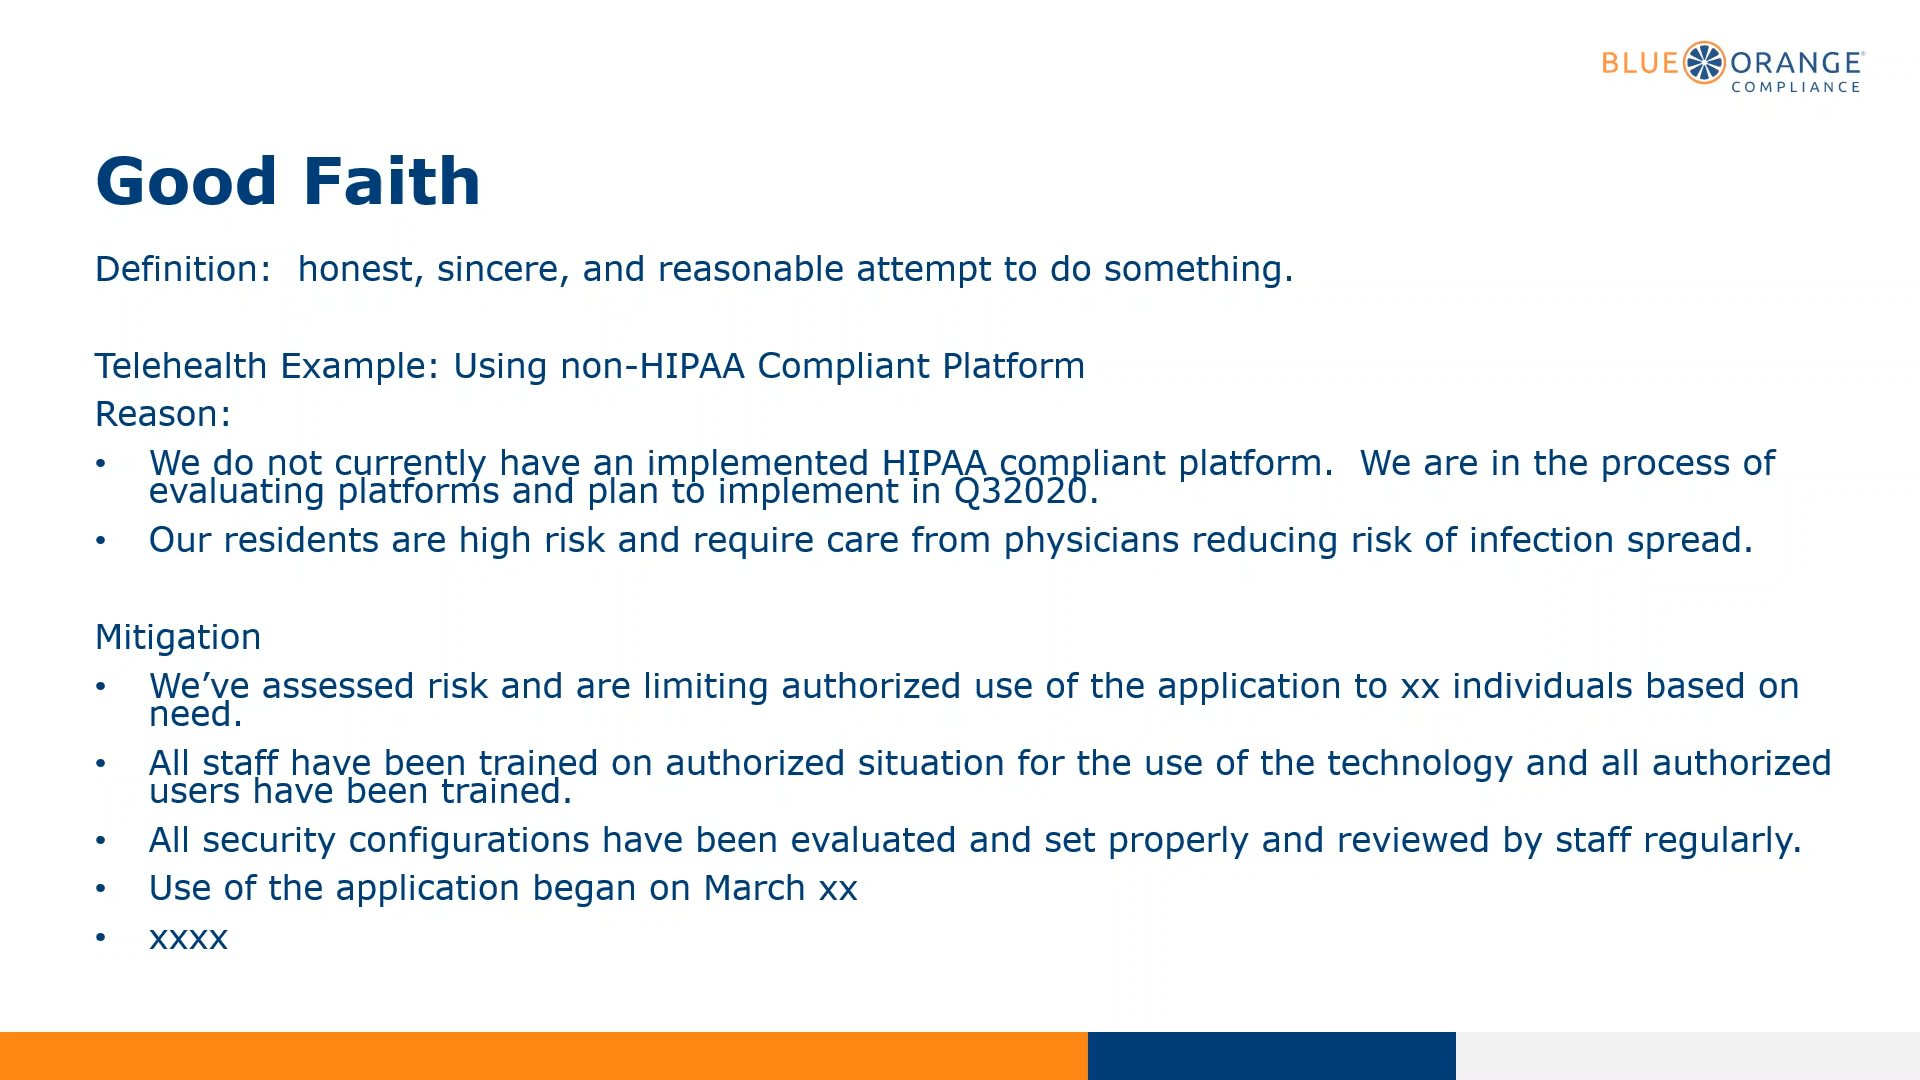 BLUE ORANGE®
COMPLIANCE
Good Faith
Definition:  honest, sincere, and reasonable attempt to do something.
Telehealth Example: Using non-HIPAA Compliant Platform
Reason:
• We do not currently have an implemented HIPAA compliant platform.  We are in the process of
evaluating platforms and plan to implement in Q32020.
• Our residents are high risk and require care from physicians reducing risk of infection spread.
Mitigation
• We’ve assessed risk and are limiting authorized use of the application to xx individuals based on
need.
• All staff have been trained on authorized situation for the use of the technology and all authorized
users have been trained.
• All security configurations have been evaluated and set properly and reviewed by staff regularly.
• Use of the application began on March xx
• xxxx